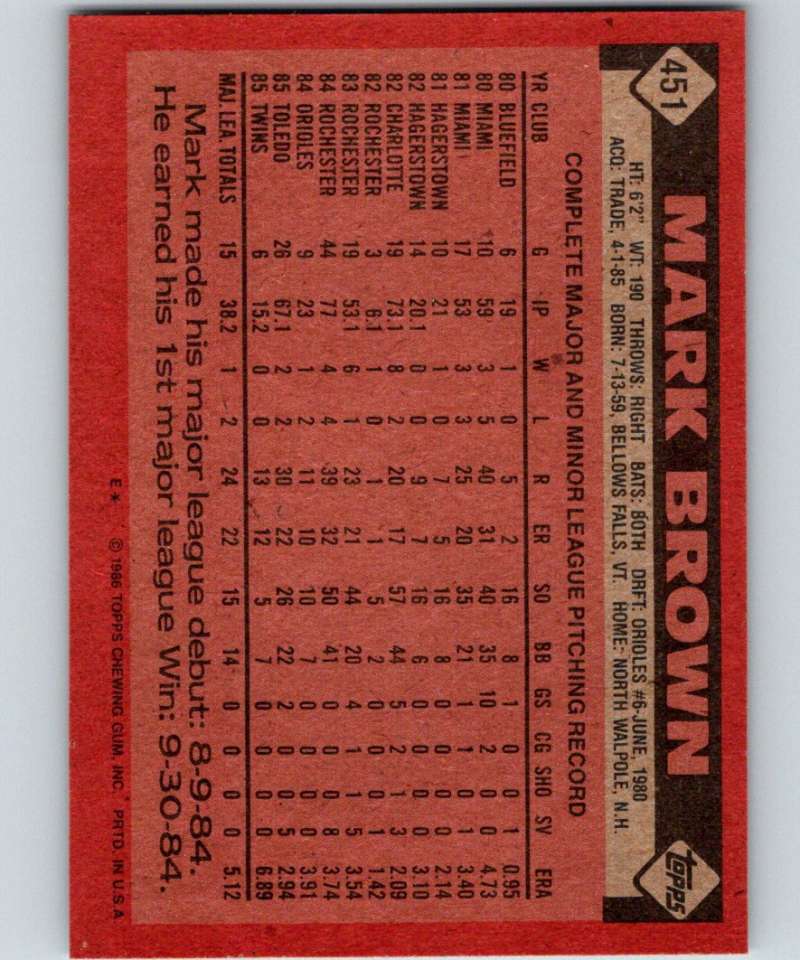 451
MARK BROWN
topps
HT: 6'2" WT: 190 THROWS: RIGHT BATS: BOTH DRFT: ORIOLES #6-JUNE, 1980
ACQ: TRADE, 4-1-85 BORN: 7-13-59, BELLOWS FALLS, VT. HOME: NORTH WALPOLE, N.H.
COMPLETE MAJOR AND MINOR LEAGUE PITCHING RECORD
YR CLUB G IP W L R ER SO BB GS CG SHO SV ERA
80 BLUEFIELD 6 19 1 0 5 2 16 8 1 0 0 1 0.95
80 MIAMI 10 59 3 5 40 31 40 35 10 2 0 0 4.73
81 MIAMI 17 53 3 3 25 20 35 21 1 1 0 1 3.40
81 HAGERSTOWN 10 21 1 0 7 5 16 8 0 0 0 0 2.14
82 HAGERSTOWN 14 20.1 0 0 9 7 16 6 0 0 0 4 3.10
82 CHARLOTTE 19 73.1 8 2 20 17 57 44 5 2 1 3 2.09
82 ROCHESTER 3 6.1 0 1 1 1 5 2 0 0 0 1 1.42
83 ROCHESTER 19 53.1 6 1 23 21 44 20 4 1 1 5 3.54
84 ROCHESTER 44 77 4 4 39 32 50 41 0 0 0 8 3.74
84 ORIOLES 9 23 1 2 11 10 10 7 0 0 0 0 3.91
85 TOLEDO 26 67.1 2 2 30 22 26 22 2 0 0 5 2.94
85 TWINS 6 15.2 0 0 13 12 5 7 0 0 0 0 6.89
MAJ. LEA. TOTALS 15 38.2 1 2 24 22 15 14 0 0 0 0 5.12
Mark made his major league debut: 8-9-84.
He earned his 1st major league Win: 9-30-84.
E* © 1986 TOPPS CHEWING GUM, INC. PRTD. IN U.S.A.